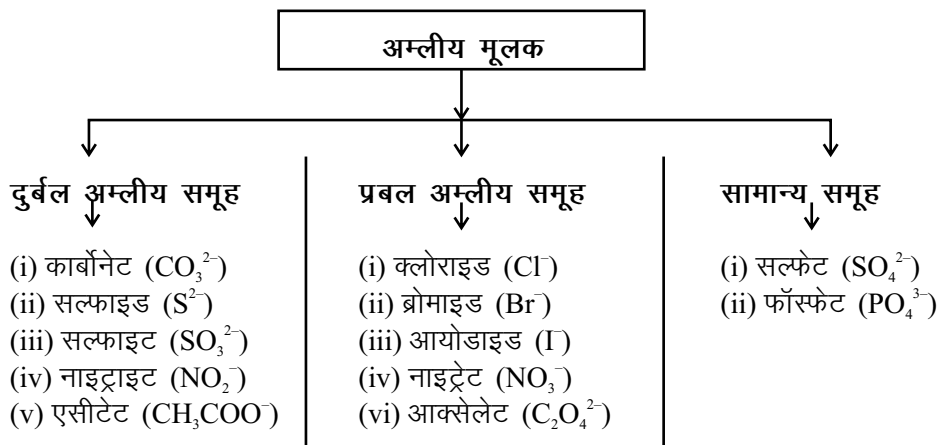 अम्लीय मूलक
दुर्बल अम्लीय समूह
(i) कार्बोनेट (CO₃²⁻)
(ii) सल्फाइड (S²⁻)
(iii) सल्फाइट (SO₃²⁻)
(iv) नाइट्राइट (NO₂⁻)
(v) एसीटेट (CH₃COO⁻)
प्रबल अम्लीय समूह
(i) क्लोराइड (Cl⁻)
(ii) ब्रोमाइड (Br⁻)
(iii) आयोडाइड (I⁻)
(iv) नाइट्रेट (NO₃⁻)
(vi) आक्सेलेट (C₂O₄²⁻)
सामान्य समूह
(i) सल्फेट (SO₄²⁻)
(ii) फॉस्फेट (PO₄³⁻)